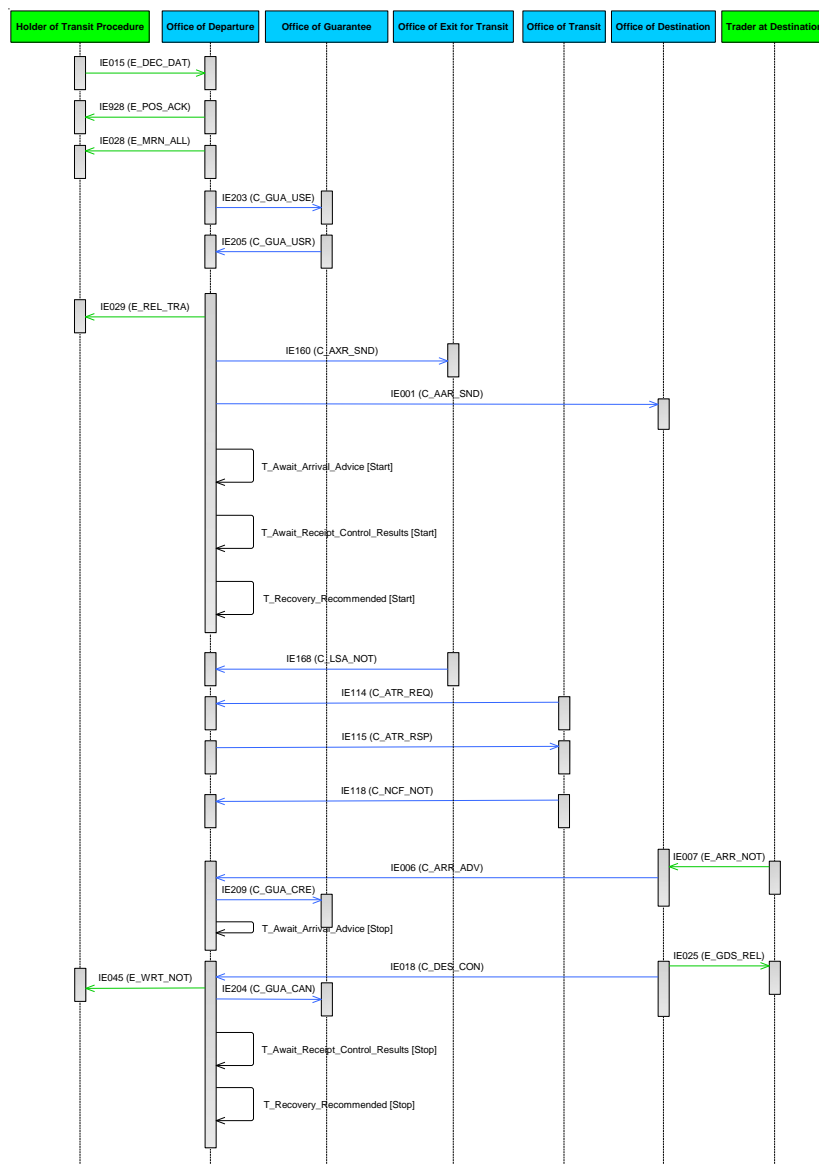 Holder of Transit Procedure
Office of Departure
Office of Guarantee
Office of Exit for Transit
Office of Transit
Office of Destination
Trader at Destination
IE015 (E_DEC_DAT)
IE928 (E_POS_ACK)
IE028 (E_MRN_ALL)
IE203 (C_GUA_USE)
IE205 (C_GUA_USR)
IE029 (E_REL_TRA)
IE160 (C_AXR_SND)
IE001 (C_AAR_SND)
T_Await_Arrival_Advice [Start]
T_Await_Receipt_Control_Results [Start]
T_Recovery_Recommended [Start]
IE168 (C_LSA_NOT)
IE114 (C_ATR_REQ)
IE115 (C_ATR_RSP)
IE118 (C_NCF_NOT)
IE007 (E_ARR_NOT)
IE006 (C_ARR_ADV)
IE209 (C_GUA_CRE)
T_Await_Arrival_Advice [Stop]
IE025 (E_GDS_REL)
IE018 (C_DES_CON)
IE045 (E_WRT_NOT)
IE204 (C_GUA_CAN)
T_Await_Receipt_Control_Results [Stop]
T_Recovery_Recommended [Stop]